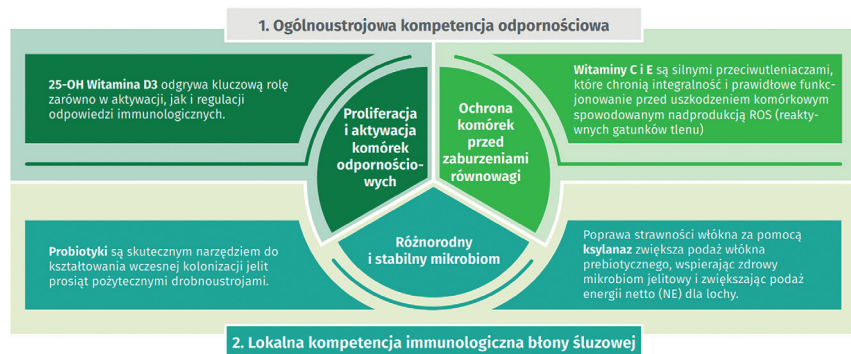 1. Ogólnoustrojowa kompetencja odpornościowa
25-OH Witamina D3 odgrywa kluczową rolę
zarówno w aktywacji, jak i regulacji
odpowiedzi immunologicznych.
Proliferacja
i aktywacja
komórek
odpornościo-
wych
Ochrona
komórek
przed
zaburzeniami
równowagi
Witaminy C i E są silnymi przeciwutleniaczami,
które chronią integralność i prawidłowe funkc-
jonowanie przed uszkodzeniem komórkowym
spowodowanym nadprodukcją ROS (reakty-
wnych gatunków tlenu)
Probiotyki są skutecznym narzędziem do
kształtowania wczesnej kolonizacji jelit
prosiąt pożytecznymi drobnoustrojami.
Różnorodny
i stabilny mikrobiom
Poprawa strawności włókna za pomocą
ksylanaz zwiększa podaż włókna
prebiotycznego, wspierając zdrowy
mikrobiom jelitowy i zwiększając podaż
energii netto (NE) dla lochy.
2. Lokalna kompetencja immunologiczna błony śluzowej